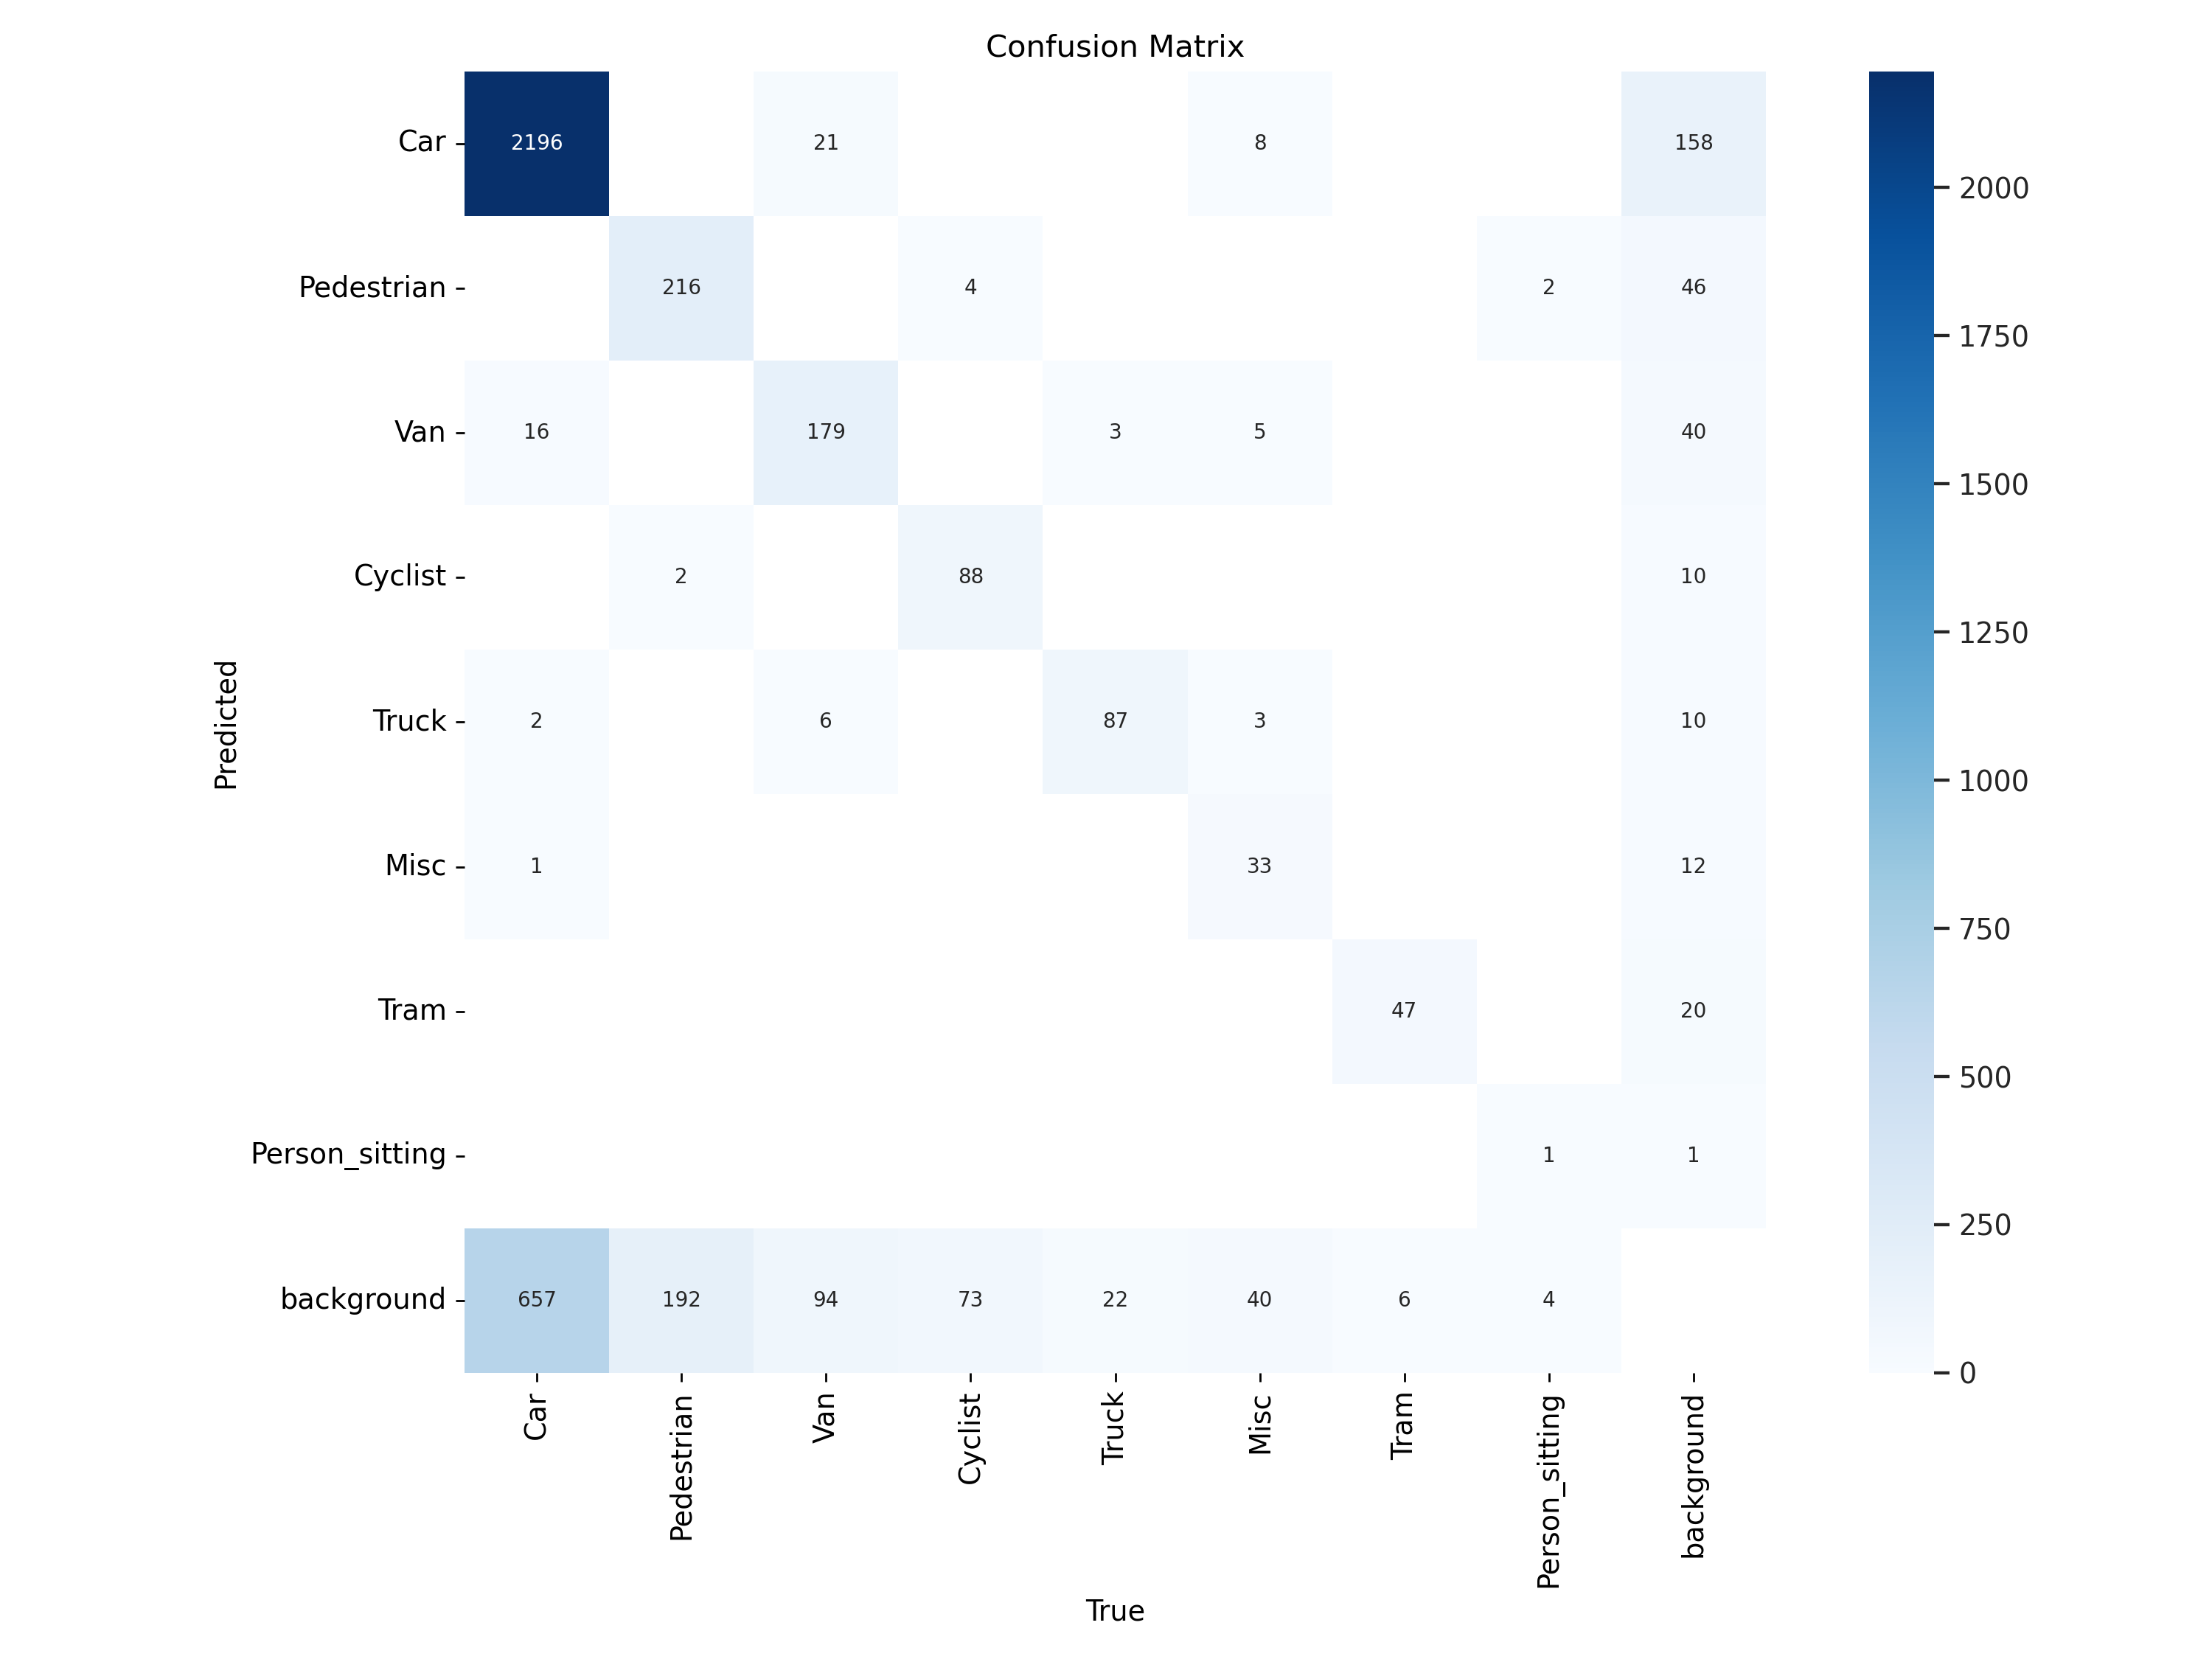 Confusion Matrix
Car 2196 21 8 158
Pedestrian 216 4 2 46
Van 16 179 3 5 40
Cyclist 2 88 10
Truck 2 6 87 3 10
Misc 1 33 12
Tram 47 20
Person_sitting 1 1
background 657 192 94 73 22 40 6 4
Predicted
Car Pedestrian Van Cyclist Truck Misc Tram Person_sitting background
True
2000
1750
1500
1250
1000
750
500
250
0